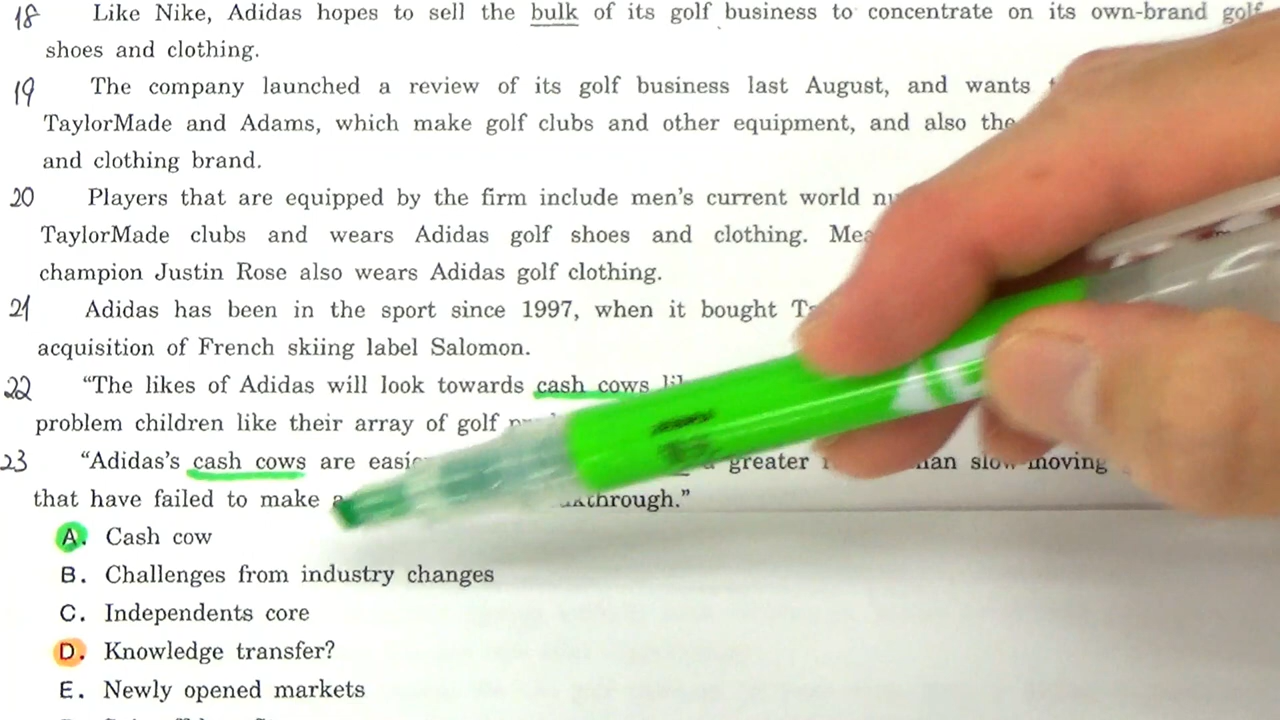 18 Like Nike, Adidas hopes to sell the bulk of its golf business to concentrate on its own-brand golf
shoes and clothing.
19 The company launched a review of its golf business last August, and wants
TaylorMade and Adams, which make golf clubs and other equipment, and also the
and clothing brand.
20 Players that are equipped by the firm include men's current world
TaylorMade clubs and wears Adidas golf shoes and clothing.
champion Justin Rose also wears Adidas golf clothing.
21 Adidas has been in the sport since 1997, when it bought
acquisition of French skiing label Salomon.
22 “The likes of Adidas will look towards cash cows
problem children like their array of golf
23 “Adidas's cash cows are greater slow moving
that have failed to make
A. Cash cow
B. Challenges from industry changes
C. Independents core
D. Knowledge transfer?
E. Newly opened markets